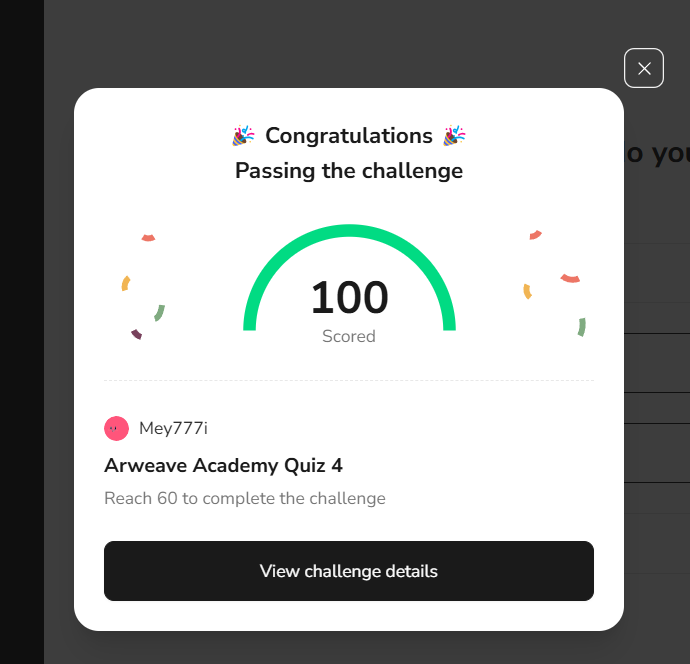 Congratulations
Passing the challenge
100
Scored
Mey777i
Arweave Academy Quiz 4
Reach 60 to complete the challenge
View challenge details